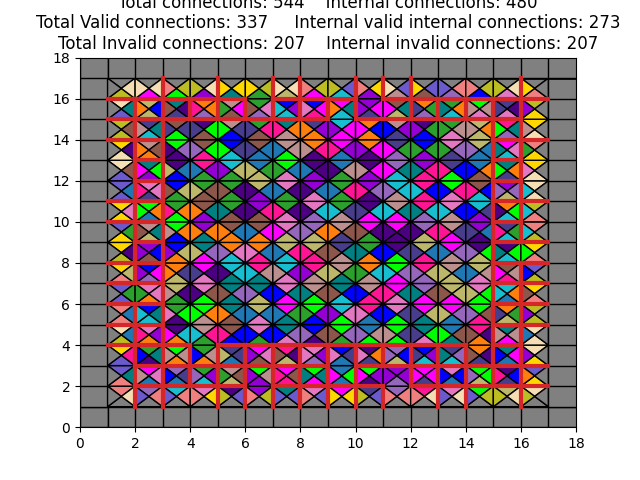 Total connections: 544    Internal connections: 480
Total Valid connections: 337    Internal valid internal connections: 273
Total Invalid connections: 207    Internal invalid connections: 207
18
16
14
12
10
8
6
4
2
0
0 2 4 6 8 10 12 14 16 18